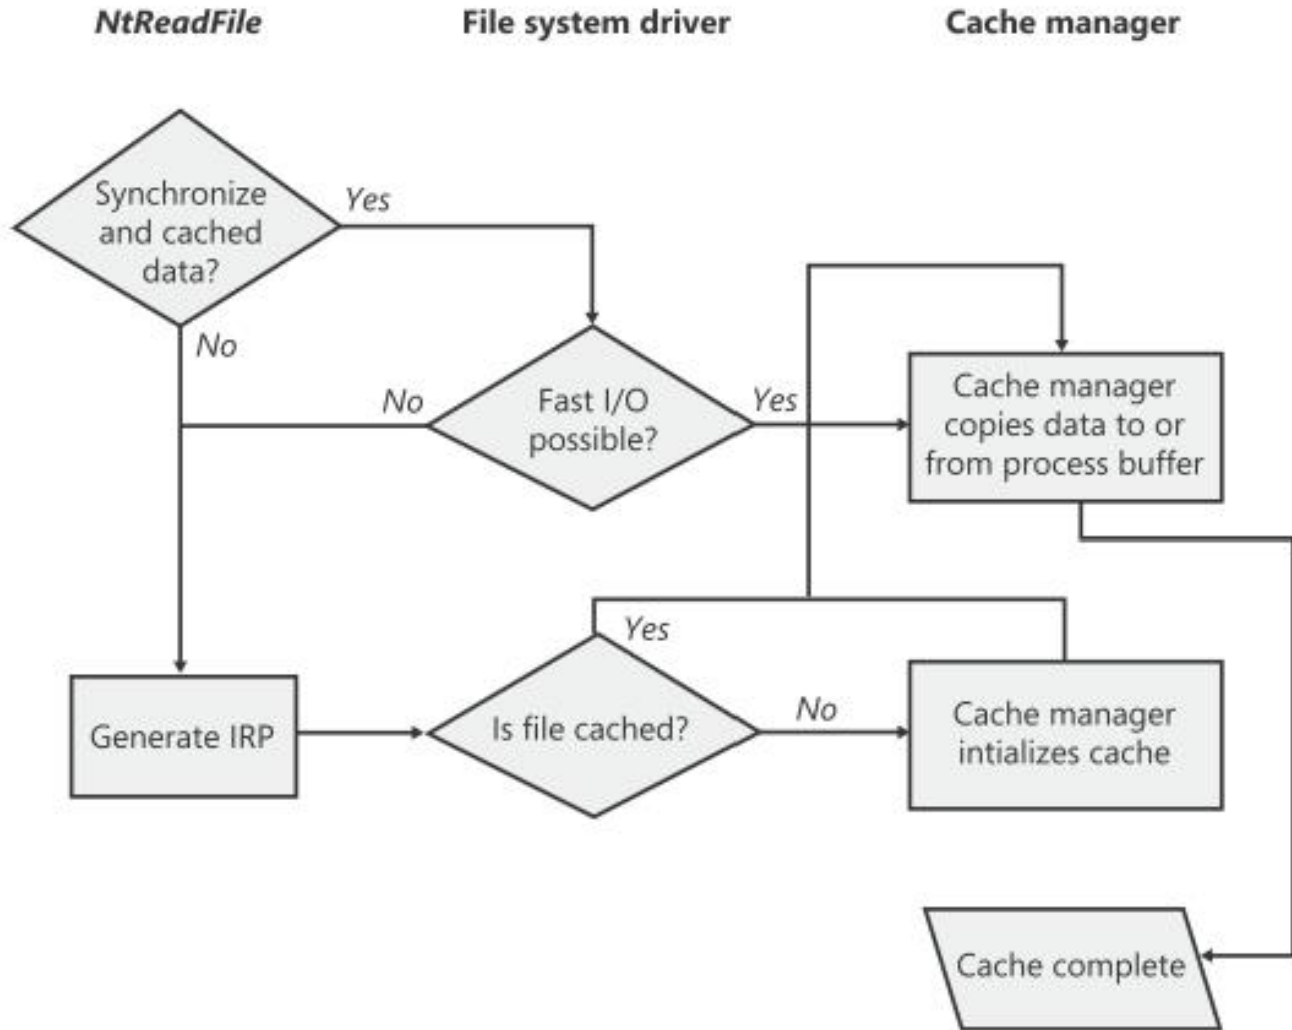 NtReadFile
File system driver
Cache manager
Synchronize
and cached
data?
Yes
No
No
Fast I/O
possible?
Yes
Cache manager
copies data to or
from process buffer
Generate IRP
Yes
Is file cached?
No
Cache manager
intializes cache
Cache complete